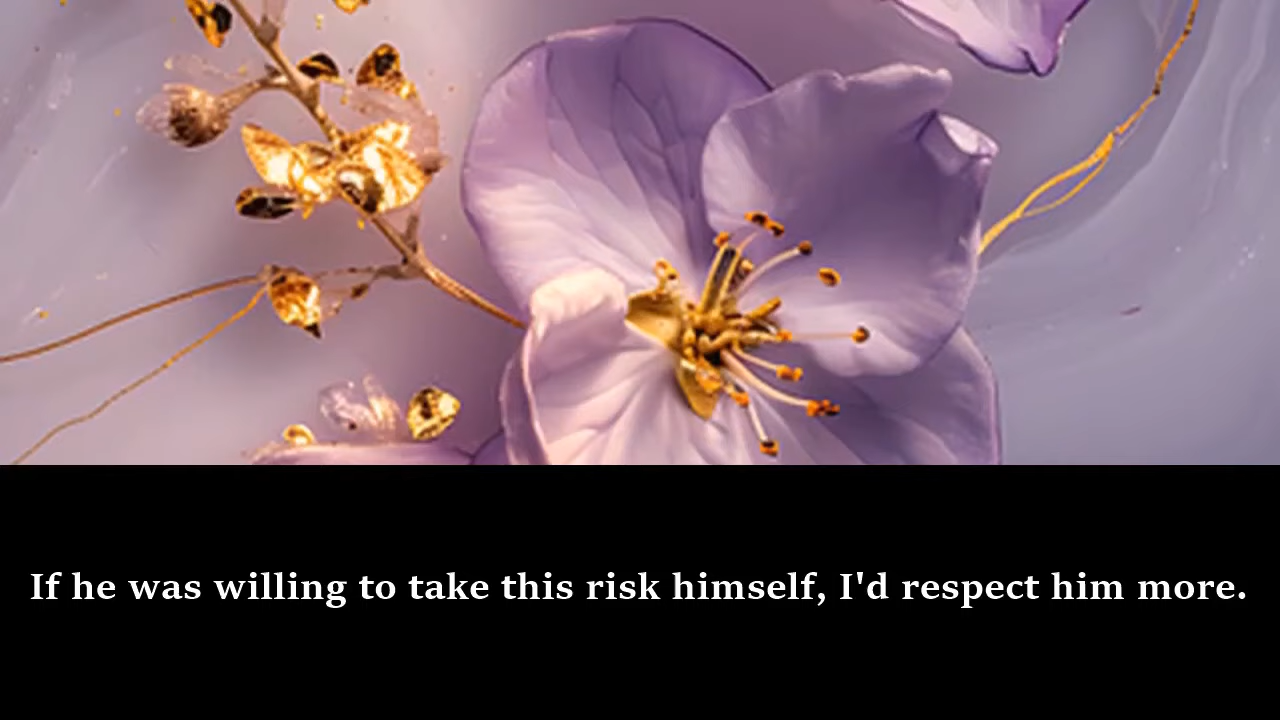 If he was willing to take this risk himself, I'd respect him more.